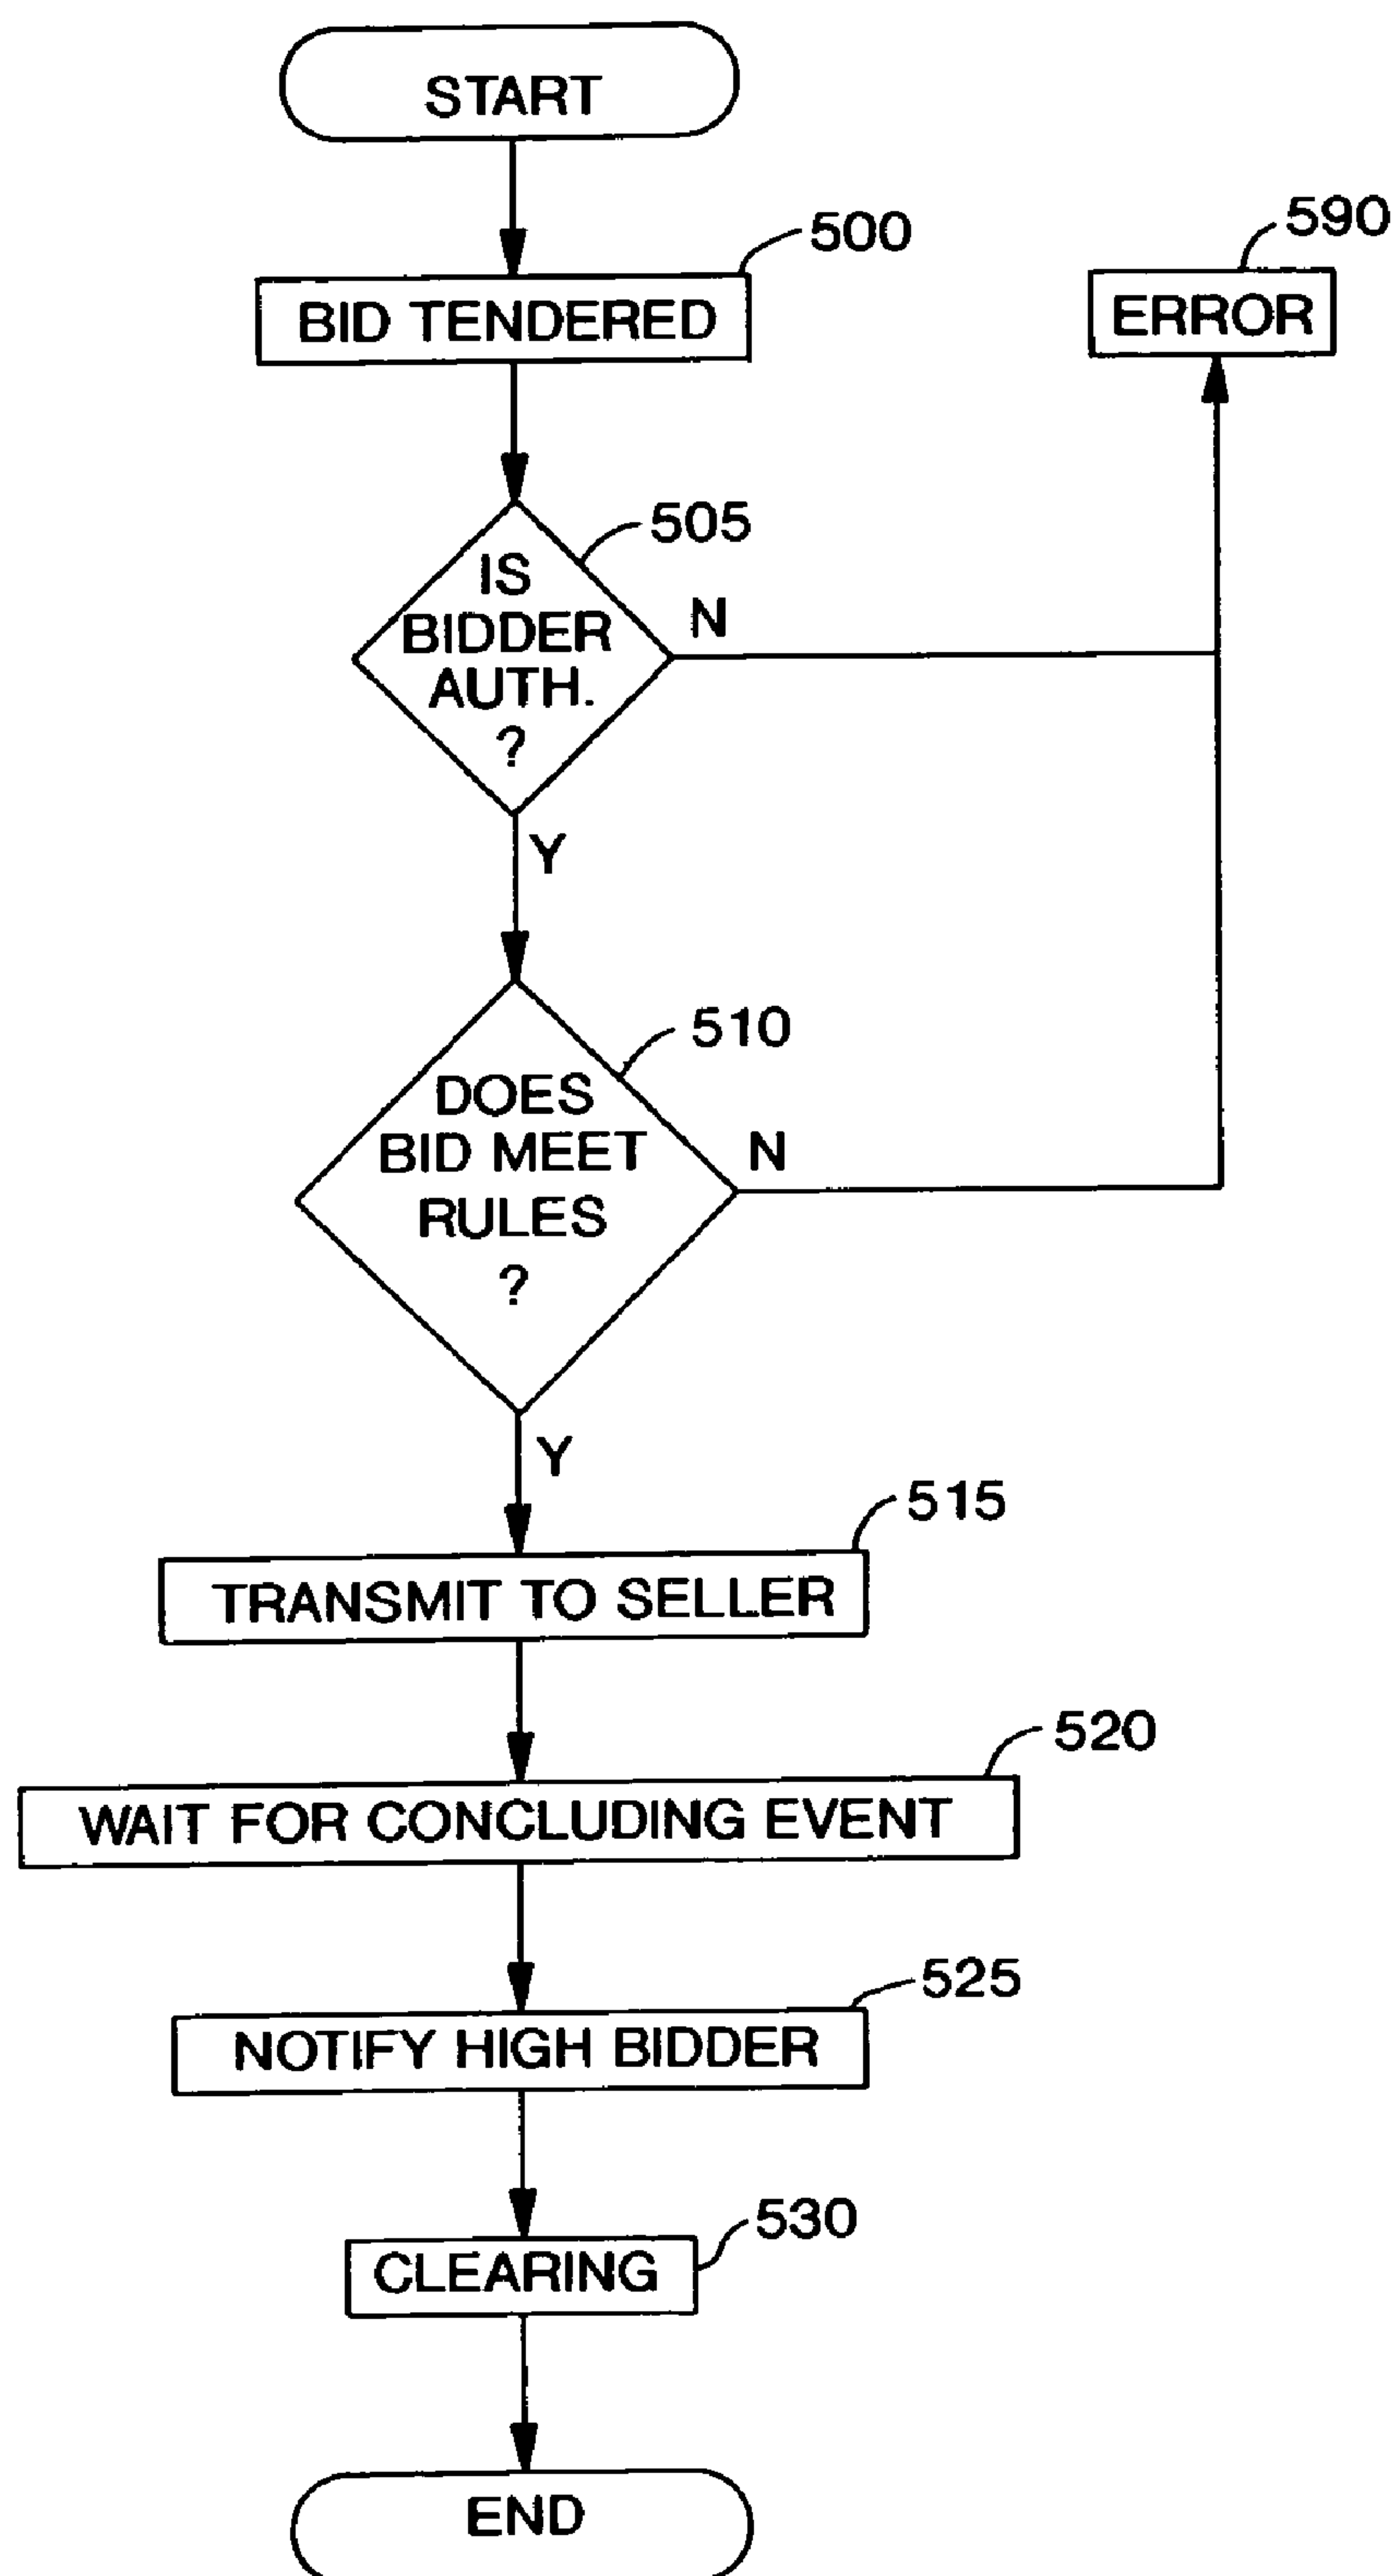 START
500
590
BID TENDERED
ERROR
505
IS
BIDDER
AUTH.
?
N
Y
510
DOES
BID MEET
RULES
?
N
Y
515
TRANSMIT TO SELLER
520
WAIT FOR CONCLUDING EVENT
525
NOTIFY HIGH BIDDER
530
CLEARING
END